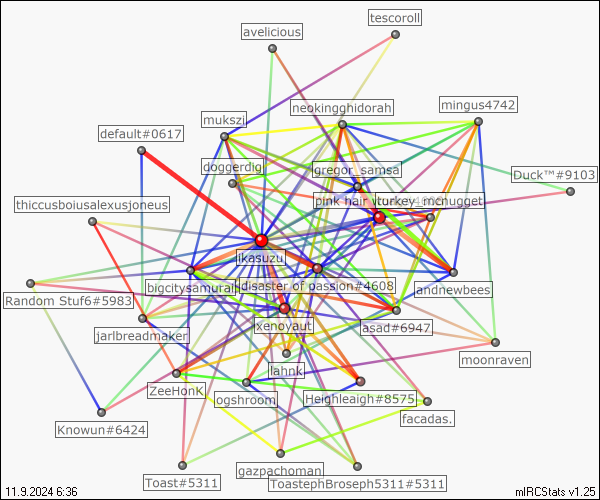 tescoroll
avelicious
mingus4742
neokingghidorah
mukszi
default#0617
doggerdig
gregor_samsa
Duck™#9103
pink hair
turkey_mcnugget
thiccusboiusalexusjoneus
ikasuzu
bigcitysamurai
disaster of passion#4608
andnewbees
Random Stuf6#5983
xenoyaut
asad#6947
jarlbreadmaker
moonraven
lahnk
ZeeHonK
ogshroom
Heighleigh#8575
facadas.
Knowun#6424
gazpachoman
Toast#5311
ToastephBroseph5311#5311
11.9.2024 6:36
mIRCStats v1.25